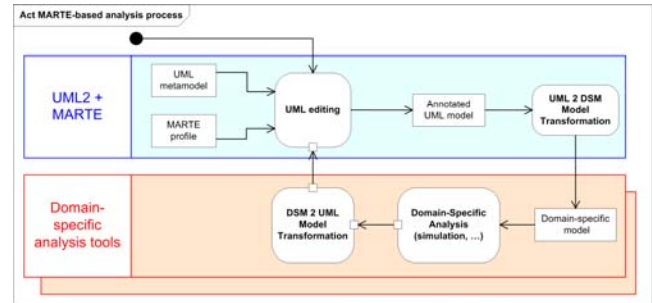 Act MARTE-based analysis process
UML2 +
MARTE
UML
metamodel
MARTE
profile
UML editing
Annotated
UML model
UML 2 DSM
Model
Transformation
Domain-
specific
analysis tools
DSM 2 UML
Model
Transformation
Domain-Specific
Analysis
(simulation, ...)
Domain-specific
model